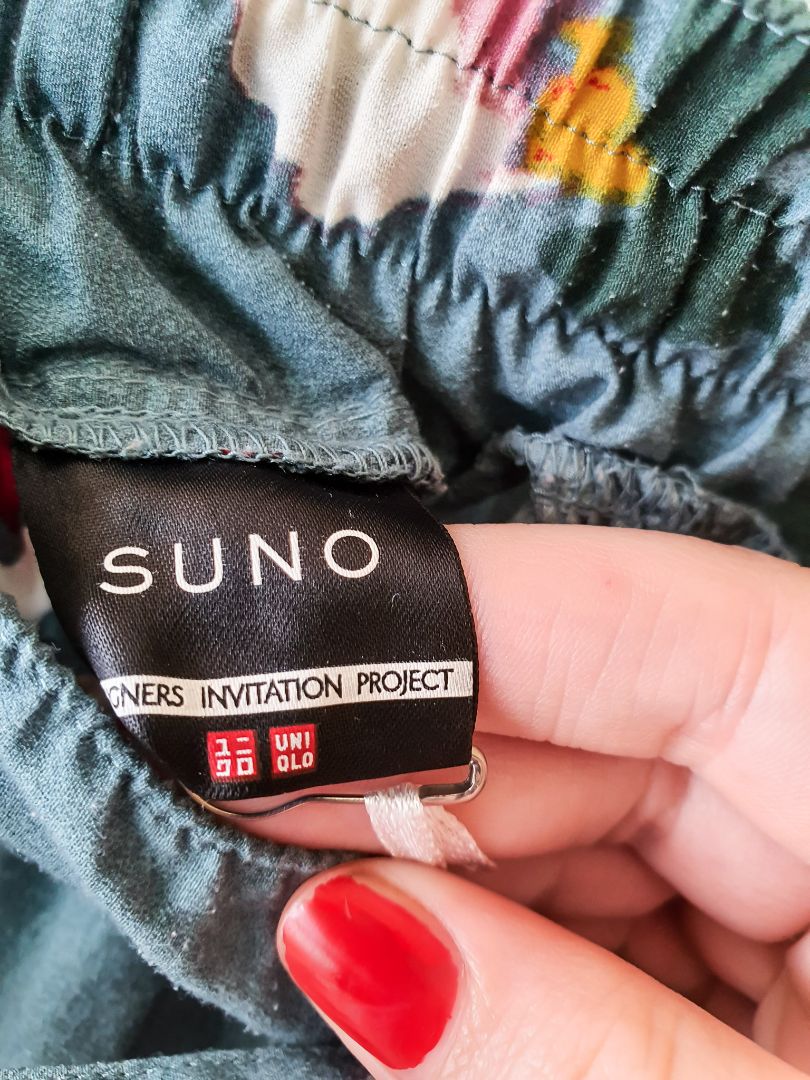 SUNO
GNERS INVITATION PROJECT
ユニ UNI
クロ QLO